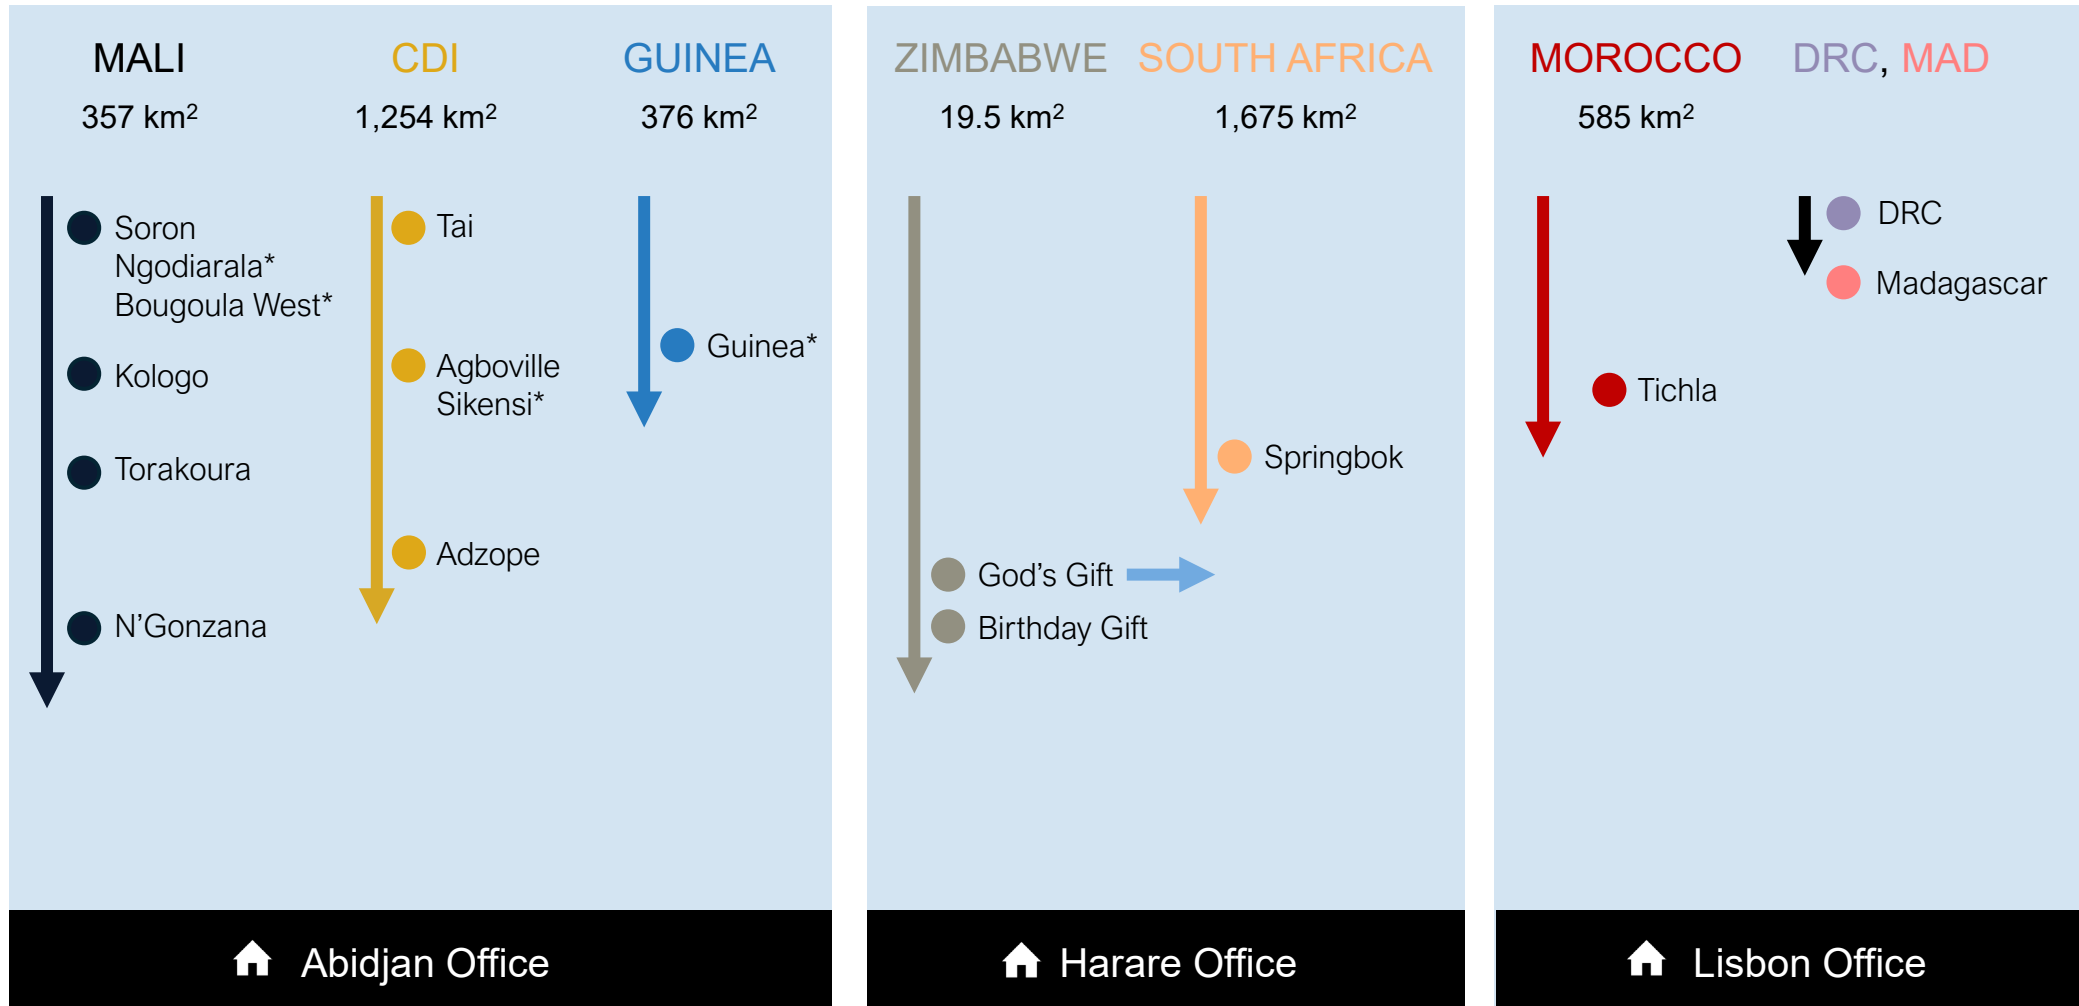 MALI
357 km²
Soron
Ngodiarala*
Bougoula West*
Kologo
Torakoura
N’Gonzana
CDI
1,254 km²
Tai
Agboville
Sikensi*
Adzope
GUINEA
376 km²
Guinea*
Abidjan Office
ZIMBABWE
19.5 km²
God’s Gift
Birthday Gift
SOUTH AFRICA
1,675 km²
Springbok
Harare Office
MOROCCO
585 km²
Tichla
DRC, MAD
DRC
Madagascar
Lisbon Office